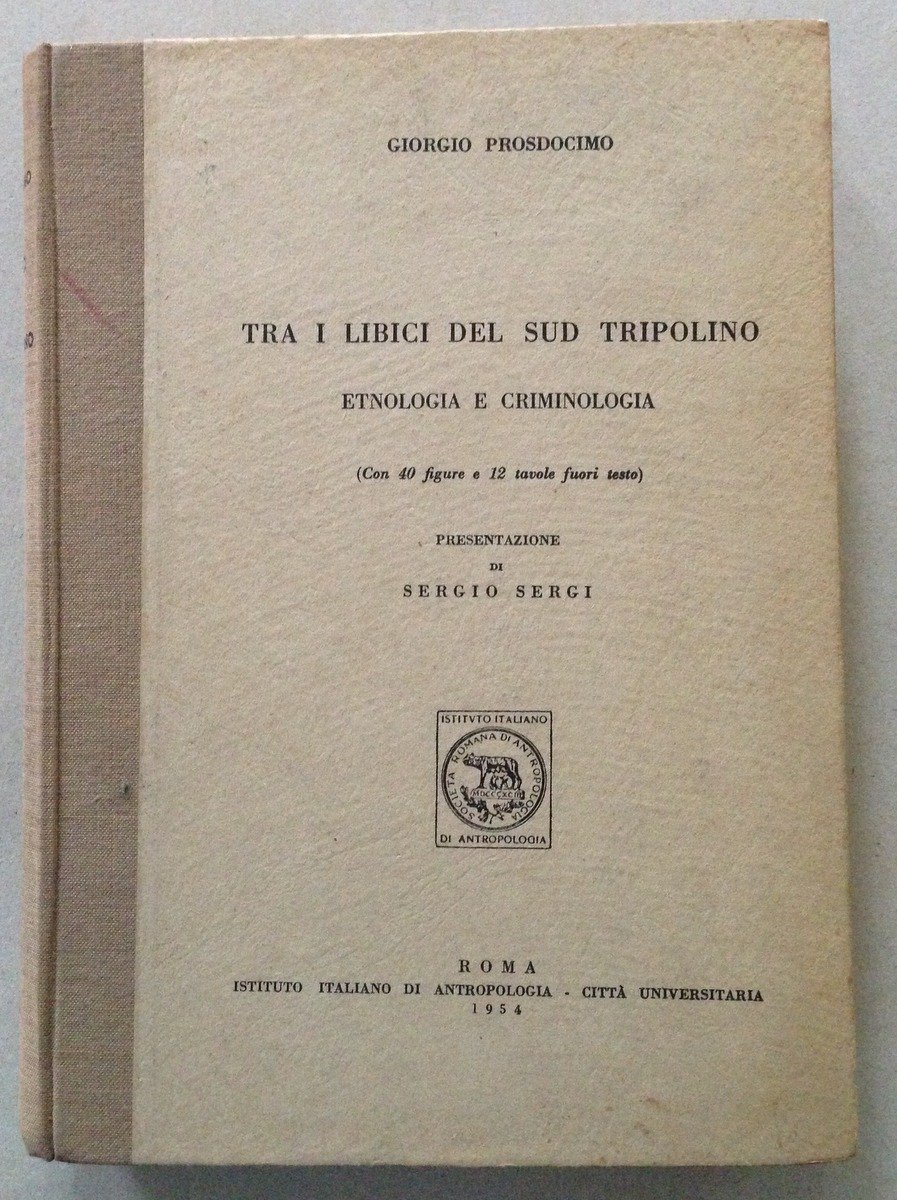 GIORGIO PROSDOCIMO
TRA I LIBICI DEL SUD TRIPOLINO
ETNOLOGIA E CRIMINOLOGIA
(Con 40 figure e 12 tavole fuori testo)
PRESENTAZIONE
DI
SERGIO SERGI
ISTITVTO ITALIANO
SOCIETÀ ROMANA DI ANTROPOLOGIA
MDCCCXCIII
DI ANTROPOLOGIA
ROMA
ISTITUTO ITALIANO DI ANTROPOLOGIA - CITTÀ UNIVERSITARIA
1954